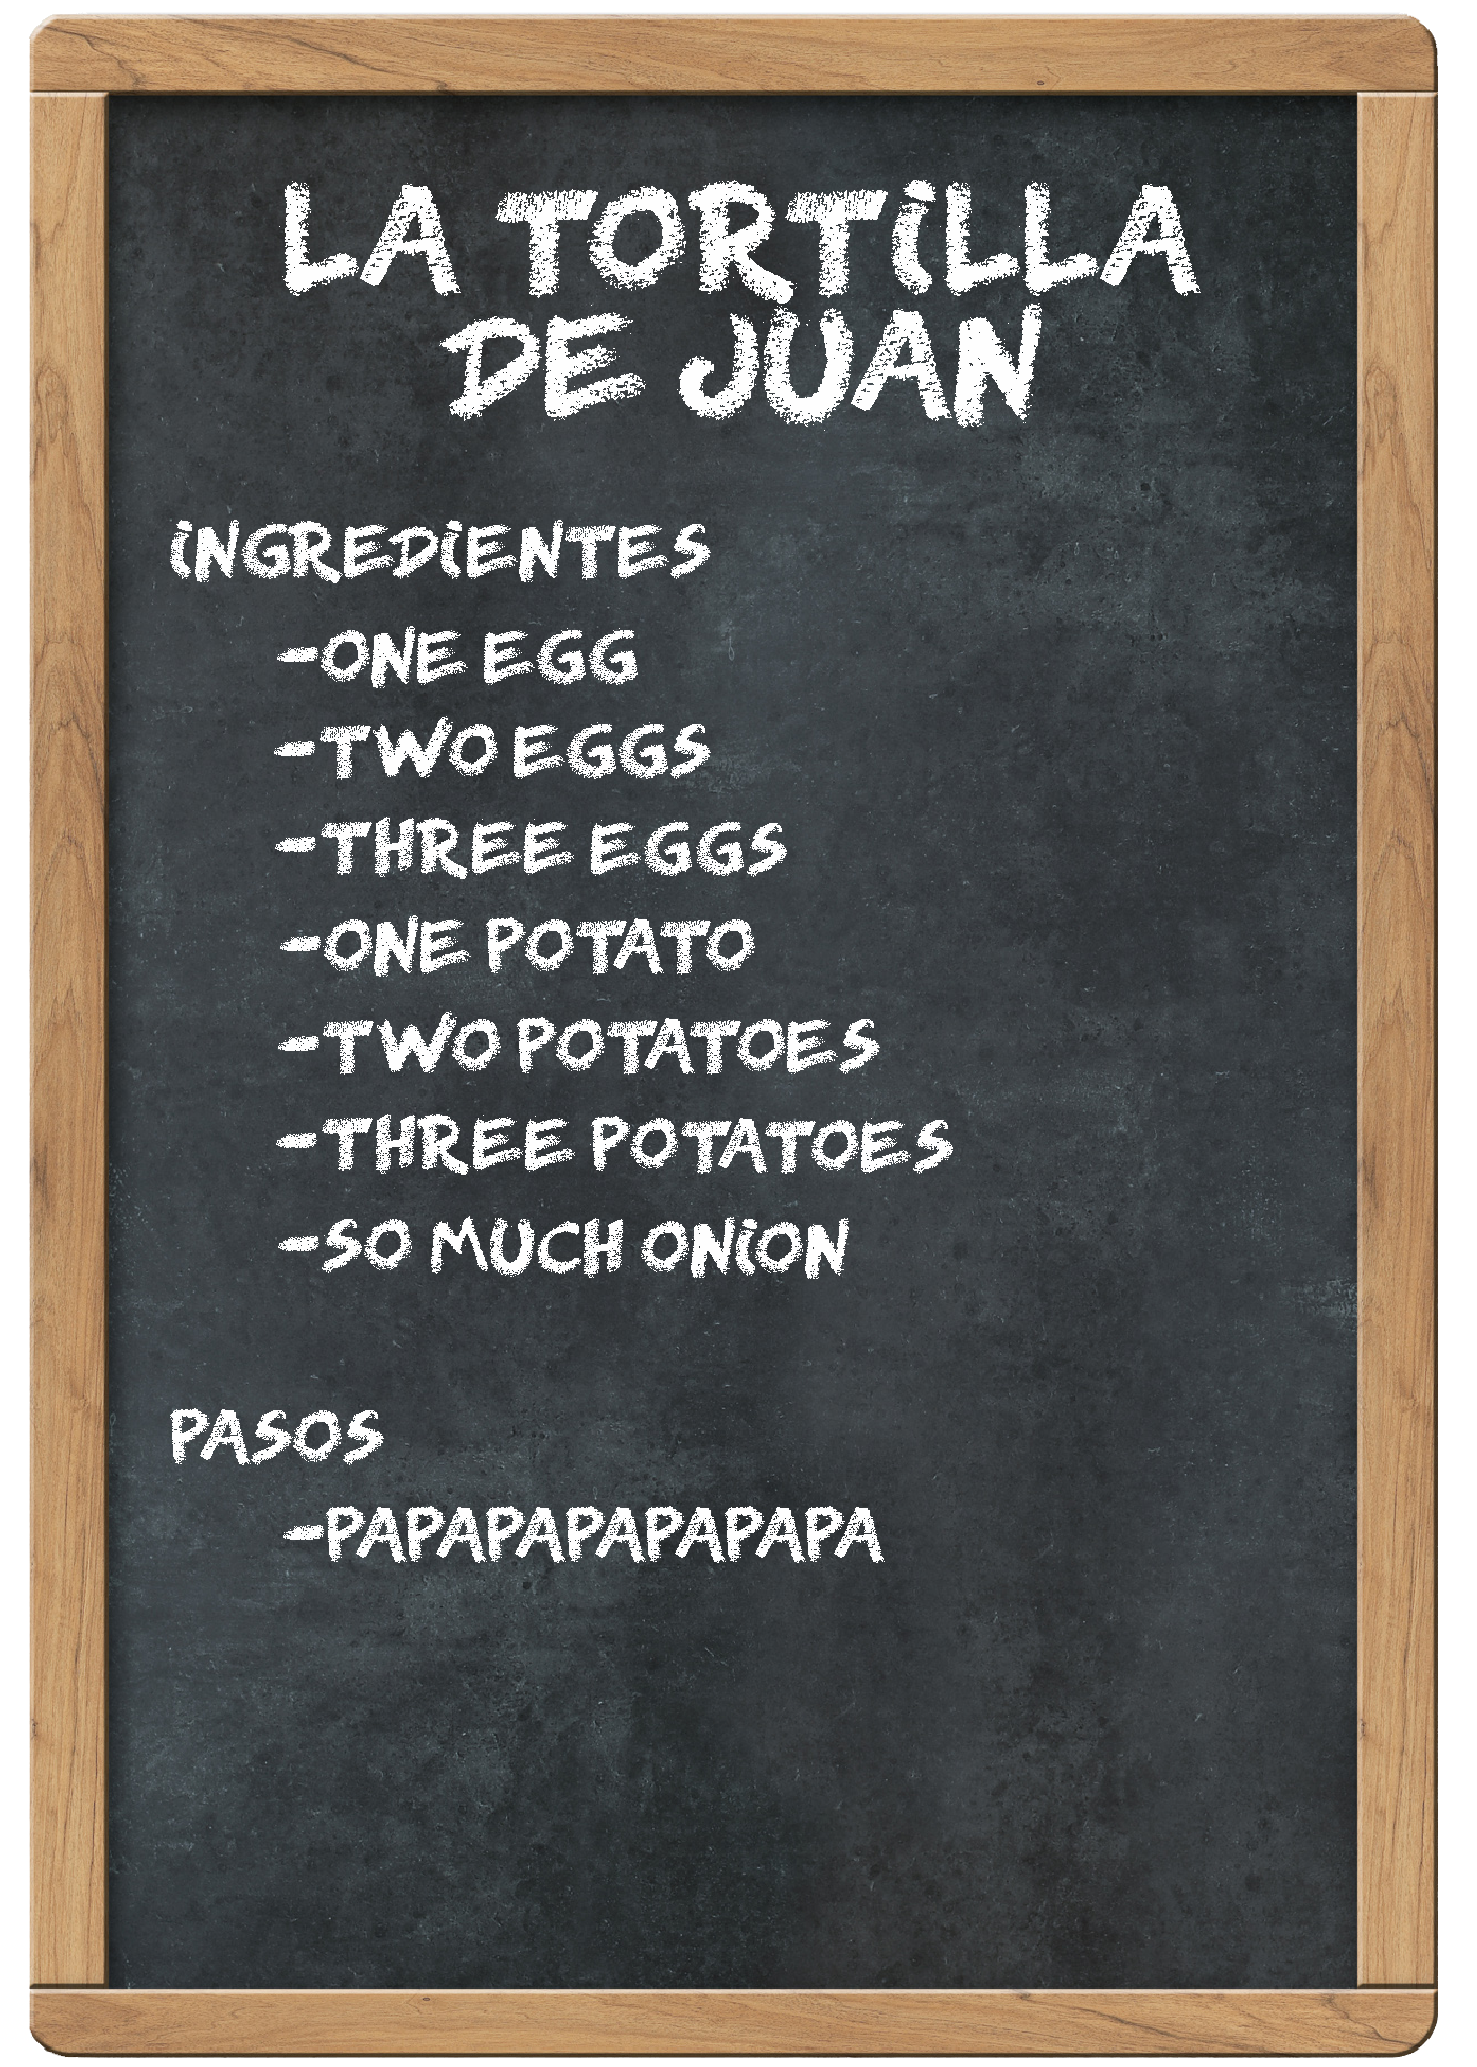 LA TORTiLLA
DE JUAN
iNGREDiENTES
-ONE EGG
-TWO EGGS
-THREE EGGS
-ONE POTATO
-TWO POTATOES
-THREE POTATOES
-SO MUCH ONiON
PASOS
-PAPAPAPAPAPAPA